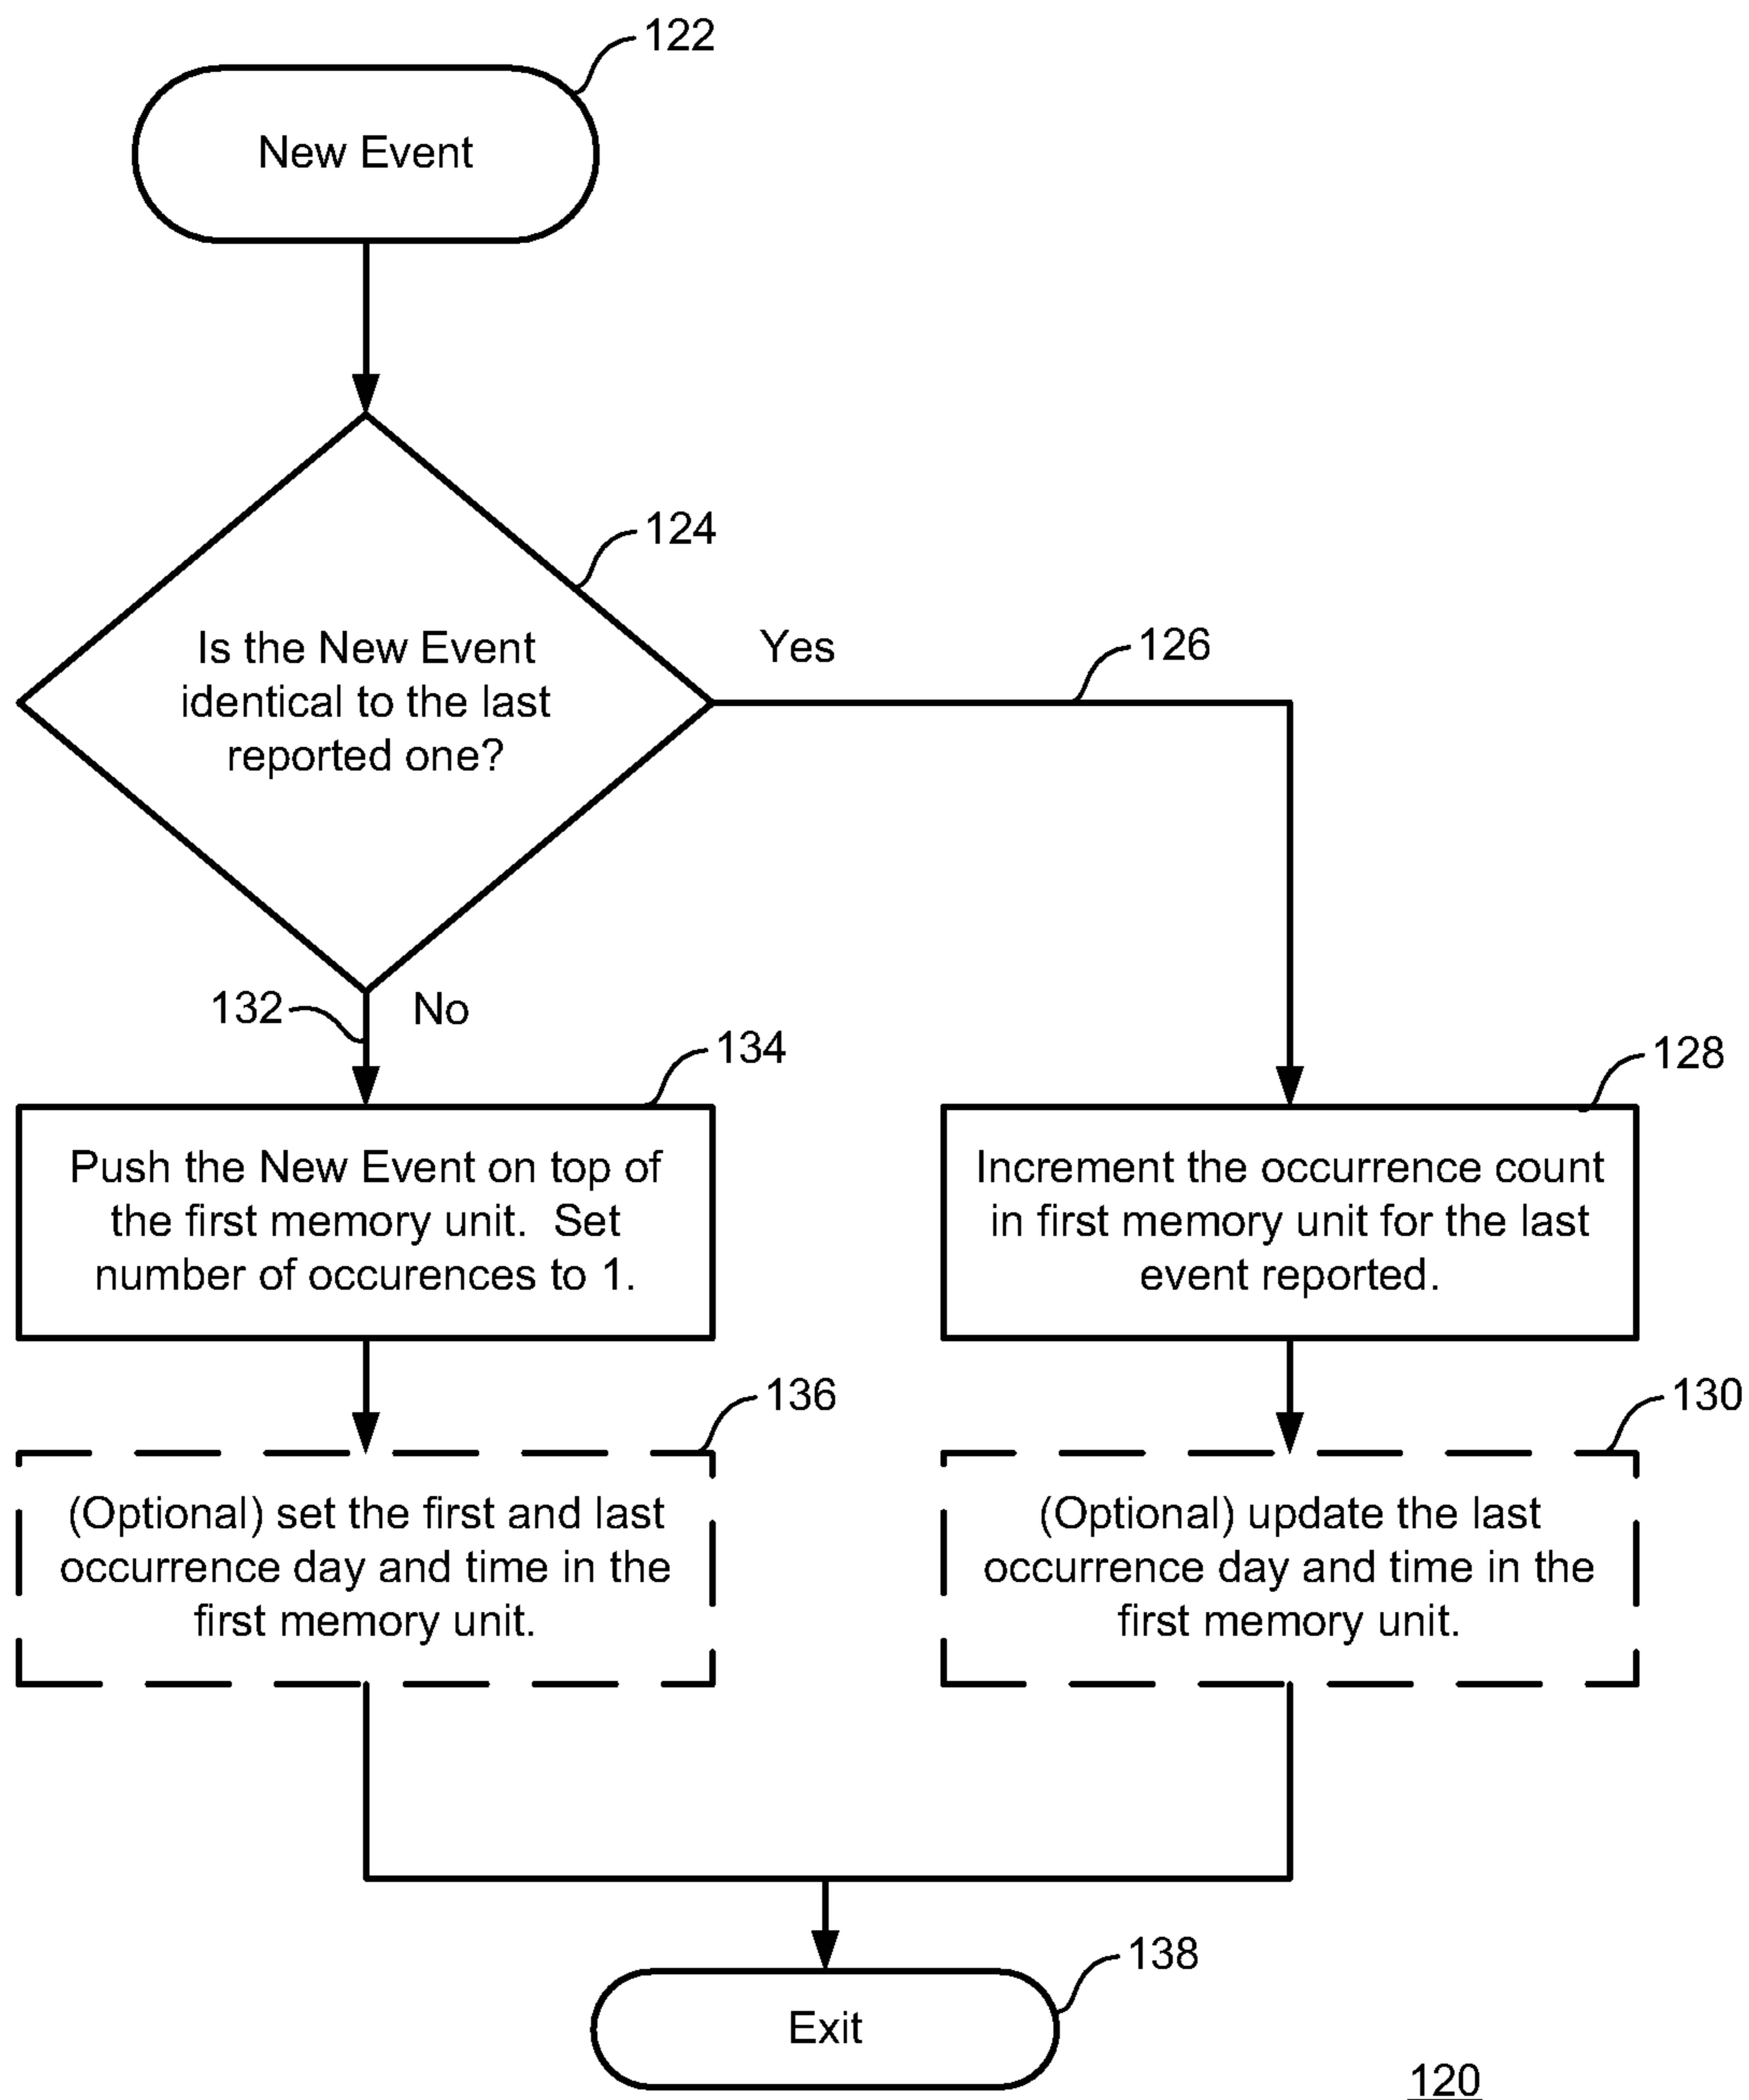 122
New Event
124
Is the New Event
identical to the last
reported one?
Yes
126
132
No
134
Push the New Event on top of
the first memory unit.  Set
number of occurences to 1.
128
Increment the occurrence count
in first memory unit for the last
event reported.
136
(Optional) set the first and last
occurrence day and time in the
first memory unit.
130
(Optional) update the last
occurrence day and time in the
first memory unit.
138
Exit
120